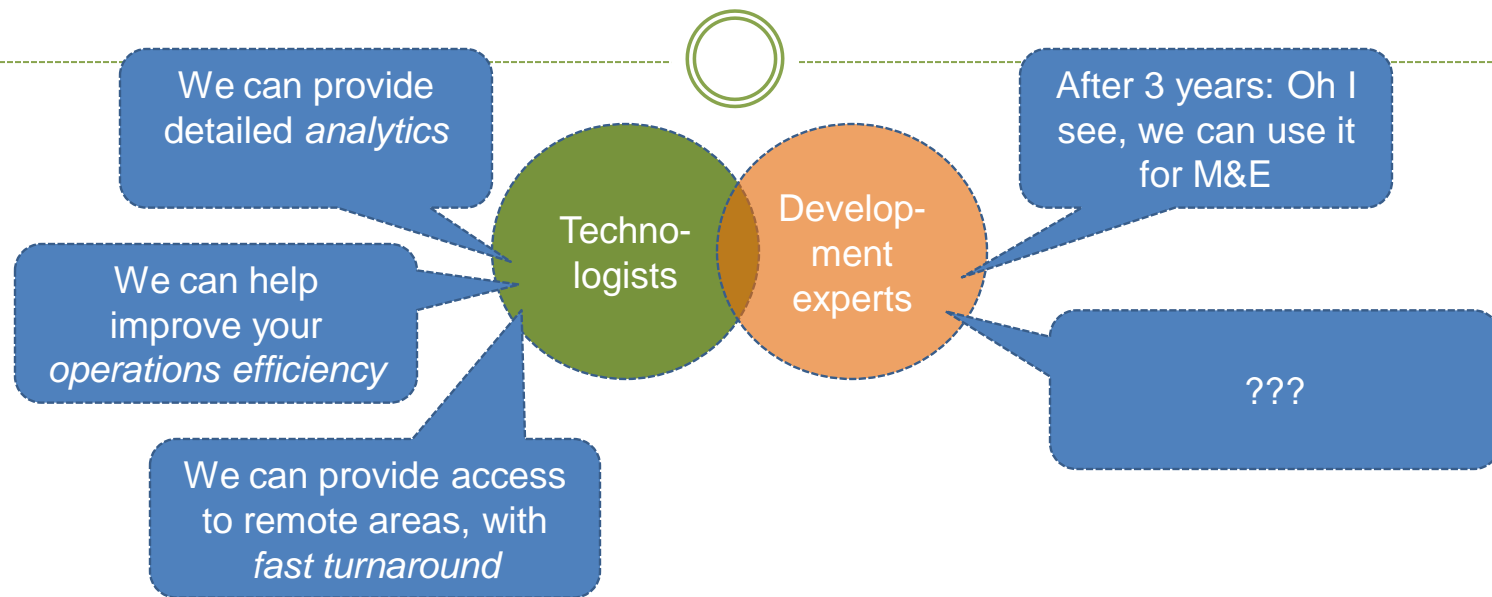 We can provide
detailed analytics
We can help
improve your
operations efficiency
We can provide access
to remote areas, with
fast turnaround
Techno-
logists
Develop-
ment
experts
After 3 years: Oh I
see, we can use it
for M&E
???